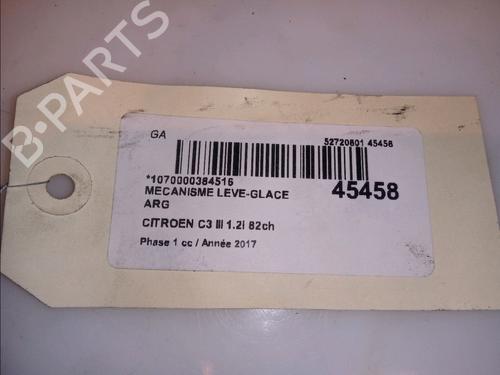 B-PARTS
GA
52720801 45458
*1070000384516
MECANISME LEVE-GLACE
ARG
45458
CITROEN C3 III 1.2i 82ch
Phase 1 cc / Année 2017